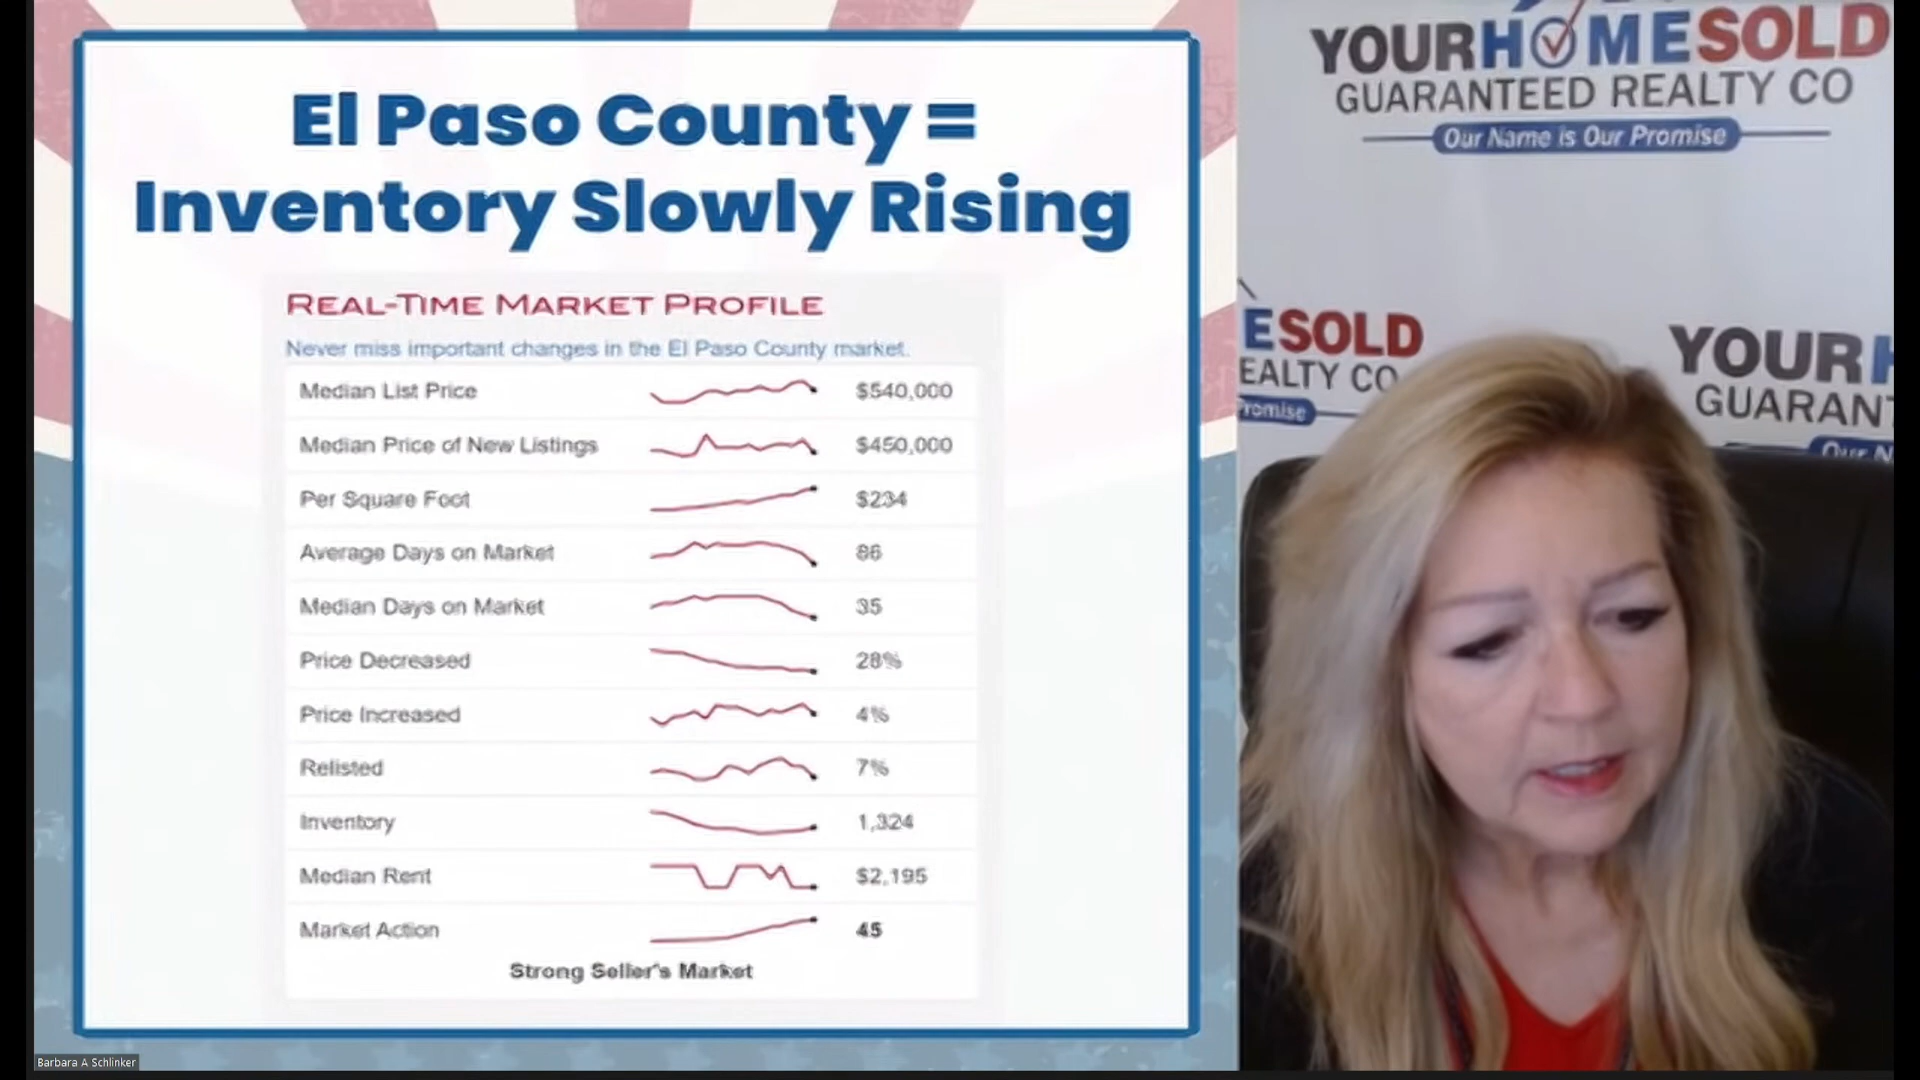 El Paso County =
Inventory Slowly Rising
REAL-TIME MARKET PROFILE
Never miss important changes in the El Paso County market.
Median List Price $540,000
Median Price of New Listings $450,000
Per Square Foot $234
Average Days on Market 86
Median Days on Market 35
Price Decreased 28%
Price Increased 4%
Relisted 7%
Inventory 1,324
Median Rent $2,195
Market Action 45
Strong Seller's Market
YOURHOMESOLD
GUARANTEED REALTY CO
Our Name is Our Promise
ESOLD
EALTY CO
Promise
YOURH
GUARANT
Our N
Barbara A Schlinker